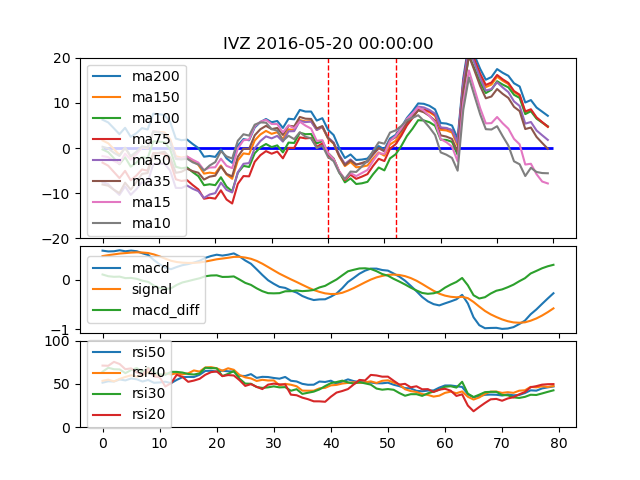 IVZ 2016-05-20 00:00:00
20
10
0
−10
−20
ma200
ma150
ma100
ma75
ma50
ma35
ma15
ma10
0
−1
macd
signal
macd_diff
100
50
0
rsi50
rsi40
rsi30
rsi20
0 10 20 30 40 50 60 70 80